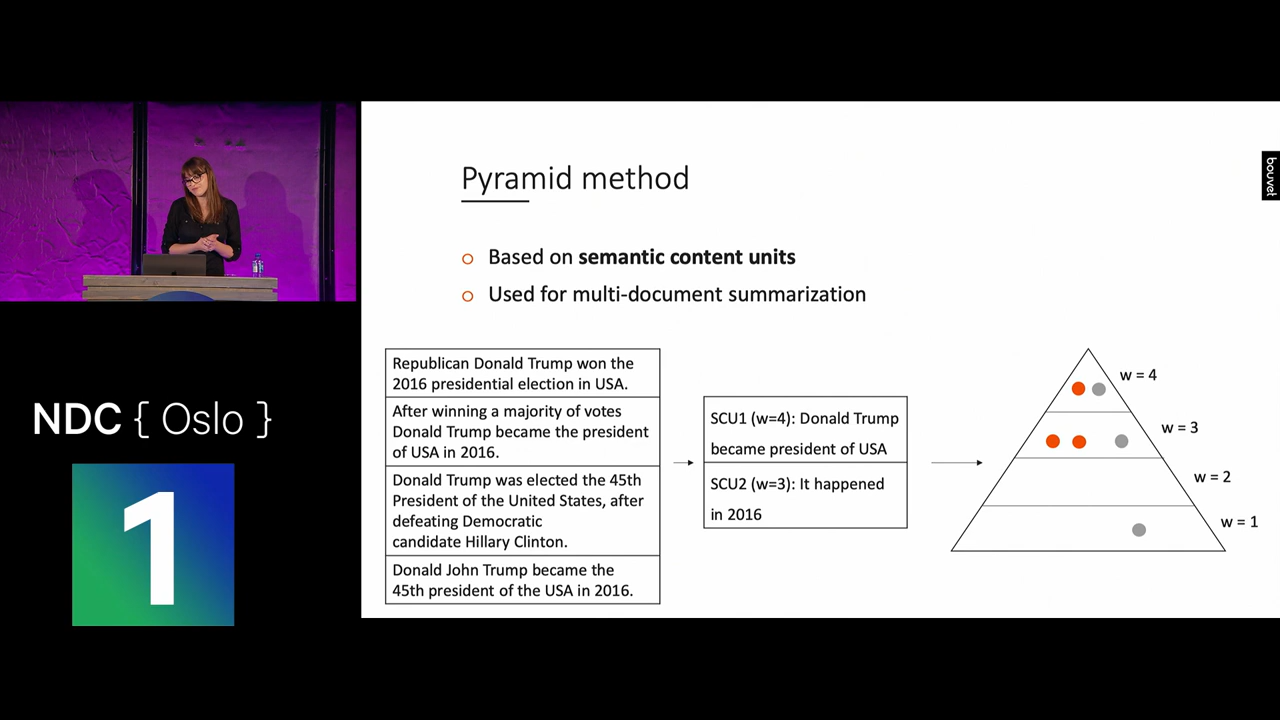 Pyramid method
bouvet
Based on semantic content units
Used for multi-document summarization
Republican Donald Trump won the
2016 presidential election in USA.
After winning a majority of votes
Donald Trump became the president
of USA in 2016.
Donald Trump was elected the 45th
President of the United States, after
defeating Democratic
candidate Hillary Clinton.
Donald John Trump became the
45th president of the USA in 2016.
SCU1 (w=4): Donald Trump
became president of USA
SCU2 (w=3): It happened
in 2016
w = 4
w = 3
w = 2
w = 1
NDC { Oslo }
1